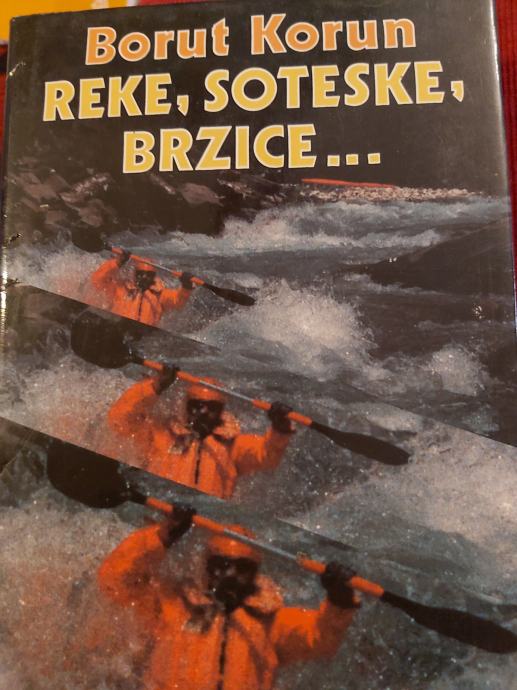 Borut Korun
REKE, SOTESKE,
BRZICE...